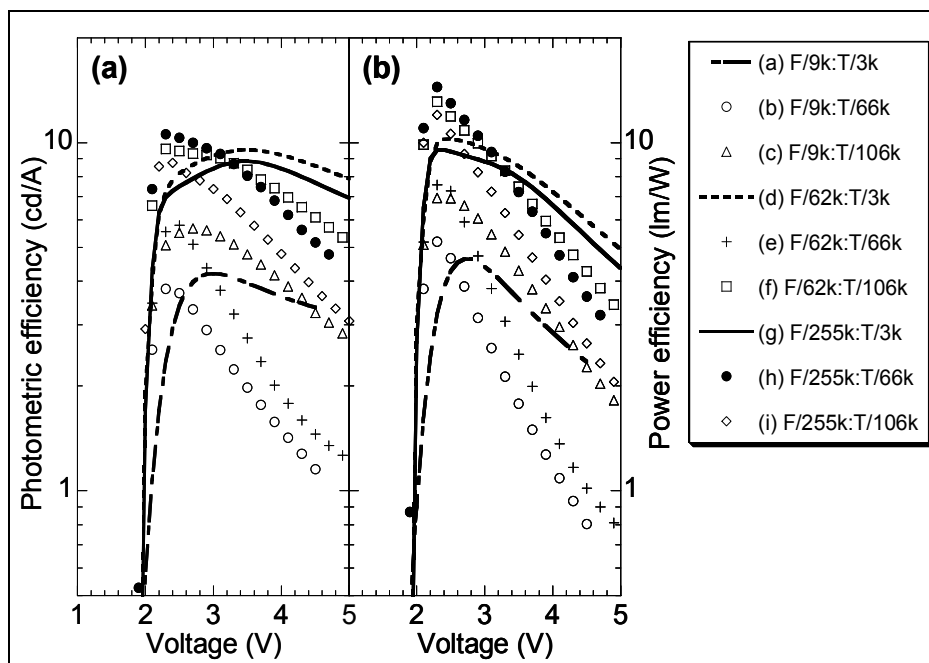 (a)
(b)
Photometric efficiency (cd/A)
10
1
1 2 3 4 5
Voltage (V)
Power efficiency (lm/W)
10
1
2 3 4 5
Voltage (V)
(a) F/9k:T/3k
(b) F/9k:T/66k
(c) F/9k:T/106k
(d) F/62k:T/3k
(e) F/62k:T/66k
(f) F/62k:T/106k
(g) F/255k:T/3k
(h) F/255k:T/66k
(i) F/255k:T/106k